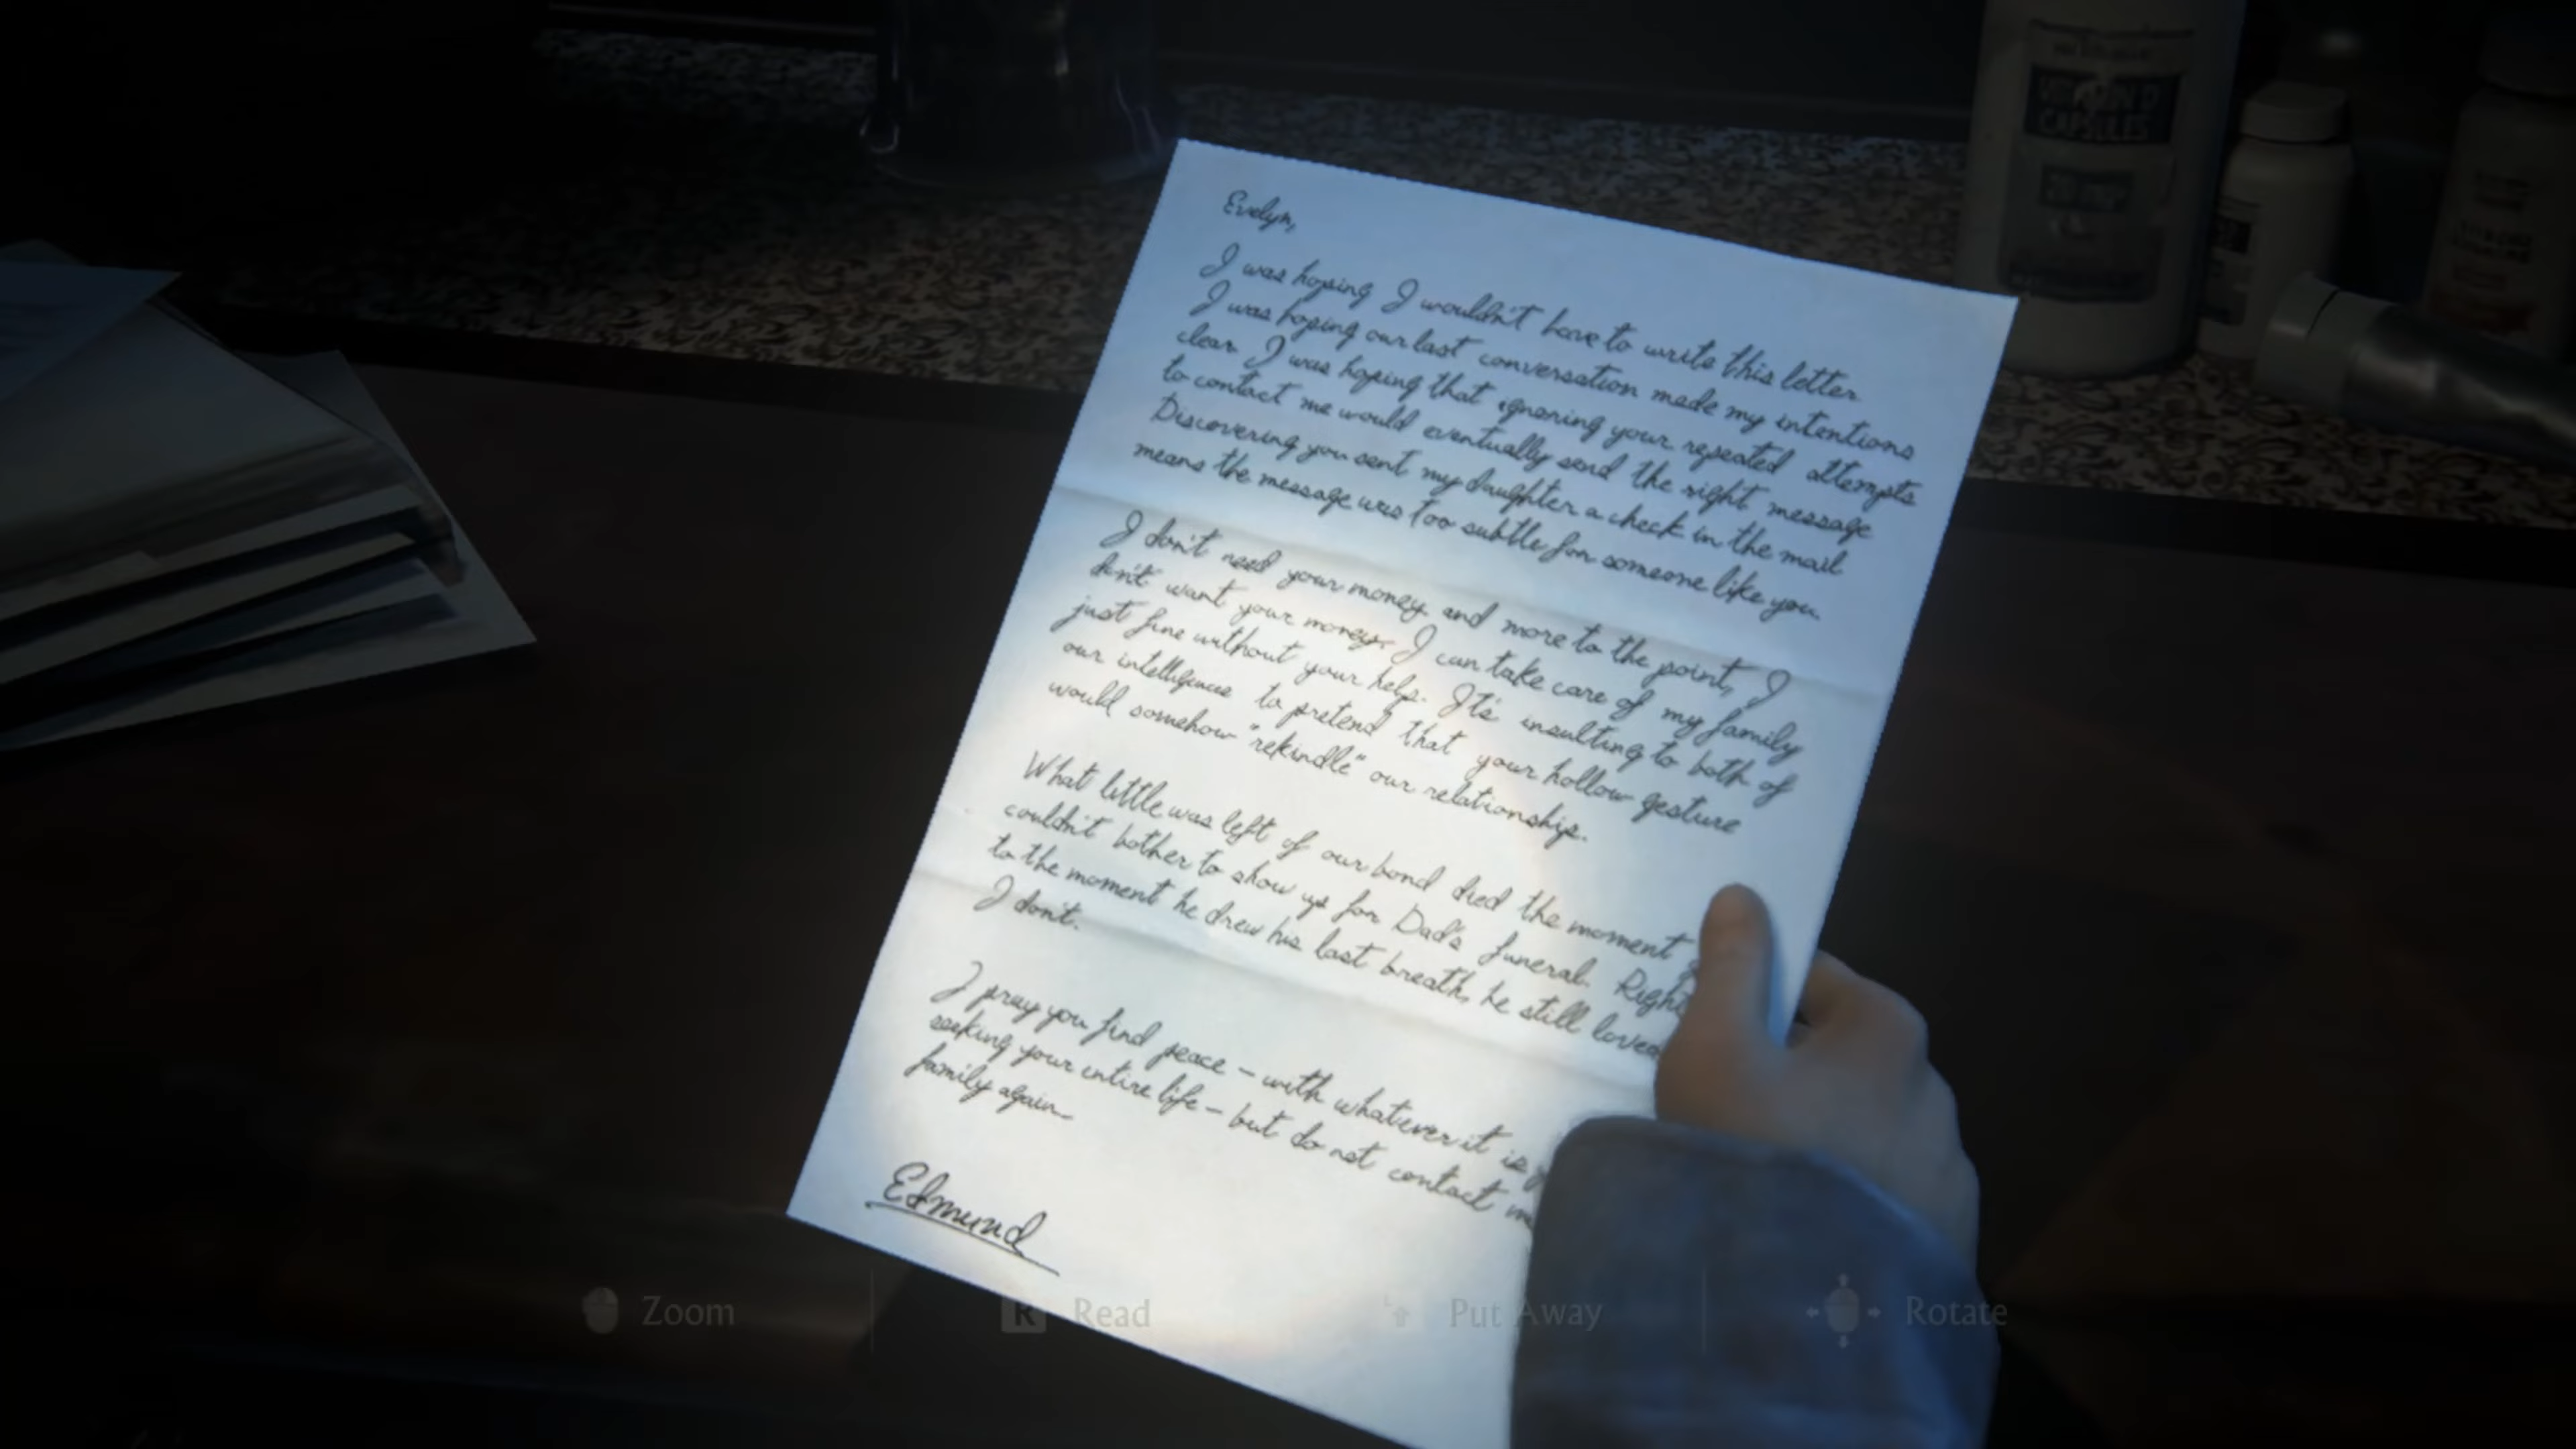 Evelyn,
I was hoping I wouldn't have to write this letter.
I was hoping our last conversation made my intentions
clear. I was hoping that ignoring your repeated attempts
to contact me would eventually send the right message
Discovering you sent my daughter a check in the mail
means the message was too subtle for someone like you.
I don't need your money, and more to the point, I
don't want your money. I can take care of my family
just fine without your help. It's insulting to both of
our intelligences to pretend that your hollow gesture
would somehow "rekindle" our relationship.
What little was left of our bond died the moment
couldn't bother to show up for Dad's funeral. Right
to the moment he drew his last breath, he still loved
I don't.
I pray you find peace - with whatever it is
seeking your entire life - but do not contact
family again.
Edmund
VITAMIN D
CAPSULES
Zoom
R Read
Put Away
Rotate